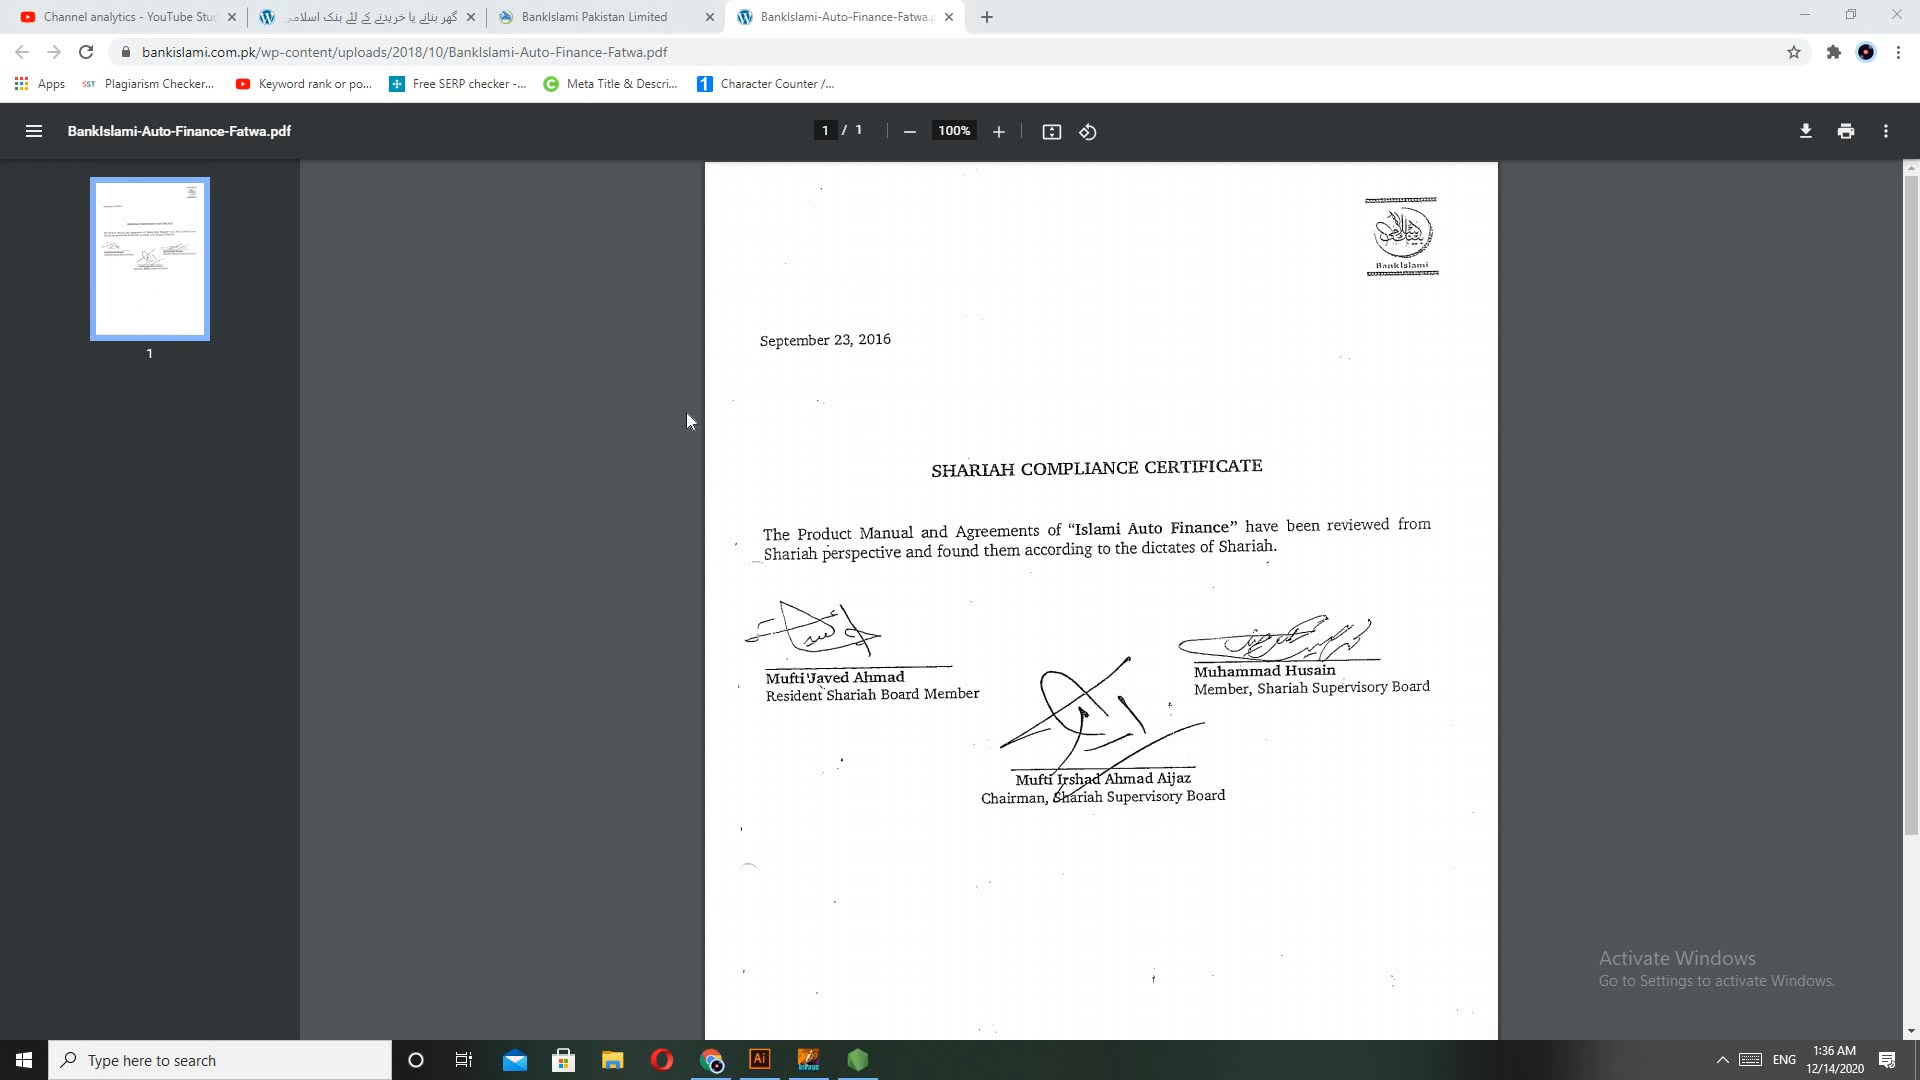 Channel analytics - YouTube Stu
گھر بنانے یا خریدنے کے لئے بنک اسلامی
BankIslami Pakistan Limited
BankIslami-Auto-Finance-Fatwa.p
bankislami.com.pk/wp-content/uploads/2018/10/BankIslami-Auto-Finance-Fatwa.pdf
Apps
SST Plagiarism Checker...
Keyword rank or po...
Free SERP checker -...
C Meta Title & Descri...
1 Character Counter /...
BankIslami-Auto-Finance-Fatwa.pdf
1 / 1
100%
1
BankIslami
September 23, 2016
SHARIAH COMPLIANCE CERTIFICATE
The Product Manual and Agreements of “Islami Auto Finance” have been reviewed from
Shariah perspective and found them according to the dictates of Shariah.
Mufti Javed Ahmad
Resident Shariah Board Member
Muhammad Husain
Member, Shariah Supervisory Board
Mufti Irshad Ahmad Aijaz
Chairman, Shariah Supervisory Board
Activate Windows
Go to Settings to activate Windows.
Type here to search
Ai
InPage
ENG
1:36 AM
12/14/2020